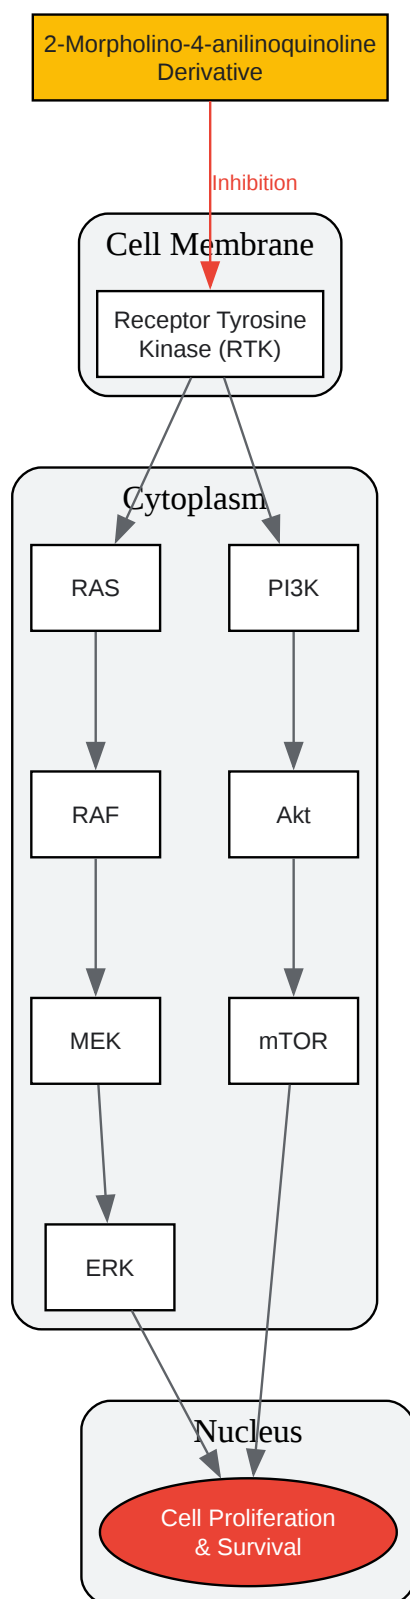 2-Morpholino-4-anilinoquinoline
Derivative
Inhibition
Cell Membrane
Receptor Tyrosine
Kinase (RTK)
Cytoplasm
RAS
PI3K
RAF
Akt
MEK
mTOR
ERK
Nucleus
Cell Proliferation
& Survival